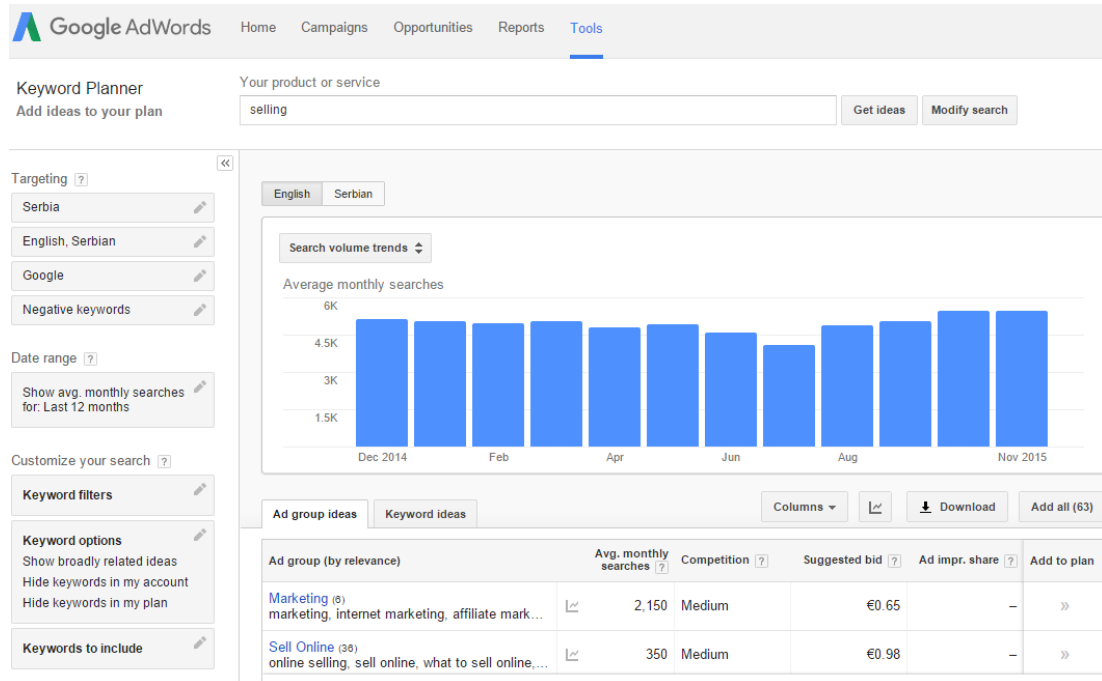 Google AdWords
Home Campaigns Opportunities Reports Tools
Keyword Planner
Add ideas to your plan
Your product or service
selling
Get ideas
Modify search
«
Targeting ?
Serbia
English, Serbian
Google
Negative keywords
Date range ?
Show avg. monthly searches
for: Last 12 months
Customize your search ?
Keyword filters
Keyword options
Show broadly related ideas
Hide keywords in my account
Hide keywords in my plan
Keywords to include
English Serbian
Search volume trends
Average monthly searches
6K
4.5K
3K
1.5K
Dec 2014 Feb Apr Jun Aug Nov 2015
Ad group ideas Keyword ideas
Columns Download Add all (63)
Ad group (by relevance) Avg. monthly searches ? Competition ? Suggested bid ? Ad impr. share ? Add to plan
Marketing (6)
marketing, internet marketing, affiliate mark... 2,150 Medium €0.65 – »
Sell Online (36)
online selling, sell online, what to sell online,... 350 Medium €0.98 – »